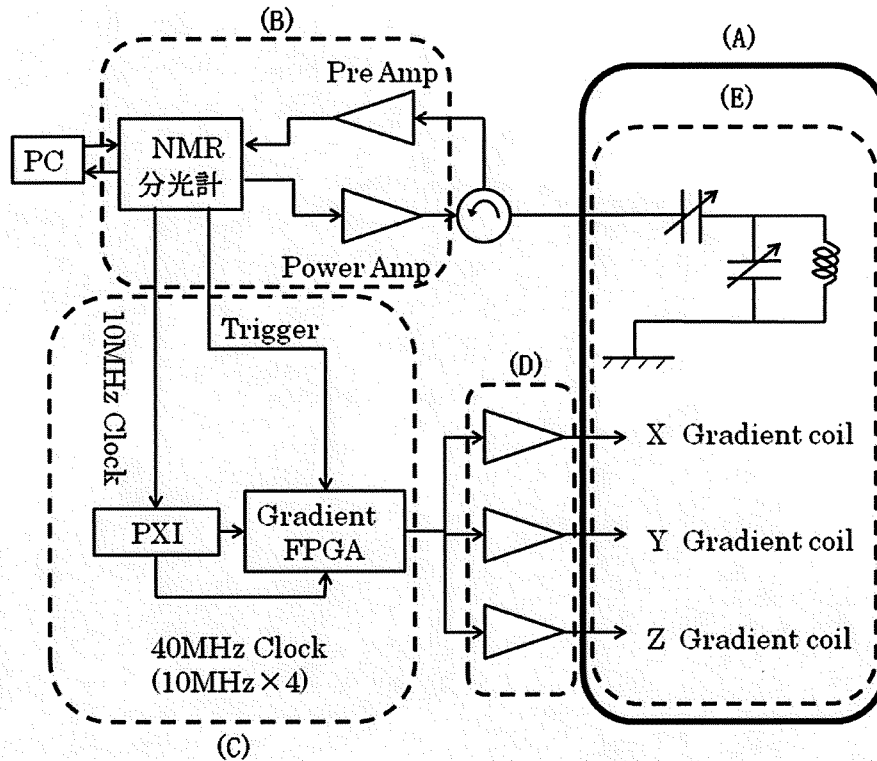 (B)
(A)
Pre Amp
(E)
PC
NMR
分光計
Power Amp
10MHz Clock
Trigger
(D)
X Gradient coil
PXI
Gradient
FPGA
Y Gradient coil
Z Gradient coil
40MHz Clock
(10MHz×4)
(C)